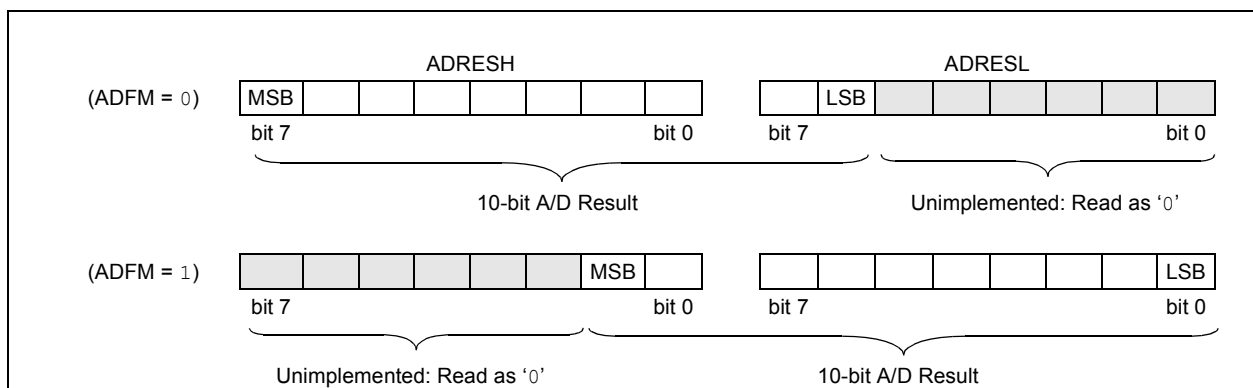 ADRESH ADRESL
(ADFM = 0) MSB LSB
bit 7 bit 0 bit 7 bit 0
10-bit A/D Result Unimplemented: Read as ‘0’
(ADFM = 1) MSB LSB
bit 7 bit 0 bit 7 bit 0
Unimplemented: Read as ‘0’ 10-bit A/D Result